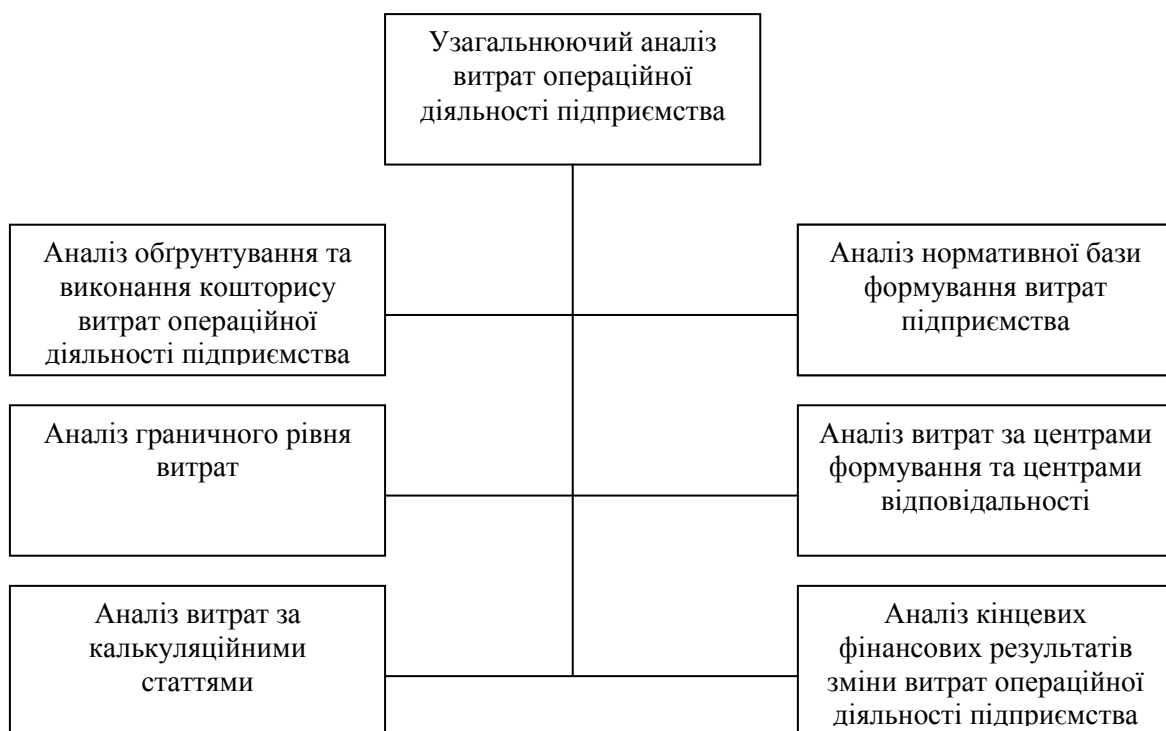 Узагальнюючий аналіз
витрат операційної
діяльності підприємства
Аналіз обґрунтування та
виконання кошторису
витрат операційної
діяльності підприємства
Аналіз нормативної бази
формування витрат
підприємства
Аналіз граничного рівня
витрат
Аналіз витрат за центрами
формування та центрами
відповідальності
Аналіз витрат за
калькуляційними
статтями
Аналіз кінцевих
фінансових результатів
зміни витрат операційної
діяльності підприємства